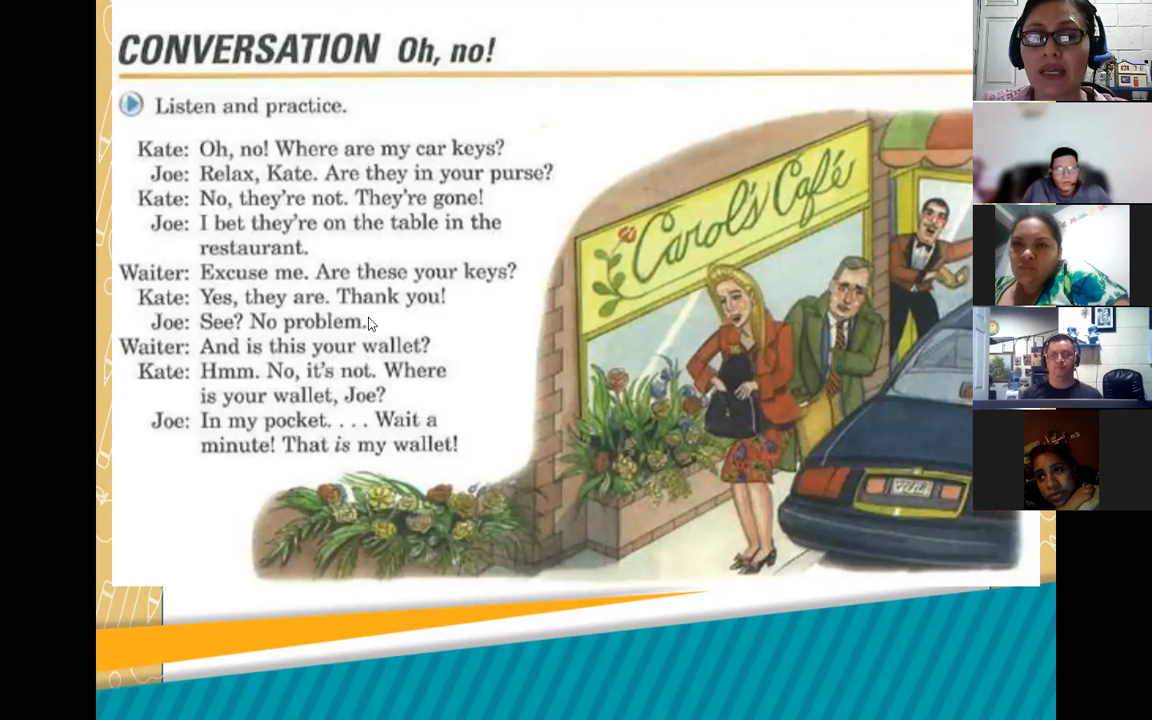 CONVERSATION Oh, no!
Listen and practice.
Kate: Oh, no! Where are my car keys?
Joe: Relax, Kate. Are they in your purse?
Kate: No, they're not. They're gone!
Joe: I bet they're on the table in the
restaurant.
Waiter: Excuse me. Are these your keys?
Kate: Yes, they are. Thank you!
Joe: See? No problem.
Waiter: And is this your wallet?
Kate: Hmm. No, it's not. Where
is your wallet, Joe?
Joe: In my pocket. . . . Wait a
minute! That is my wallet!
Carol's Café